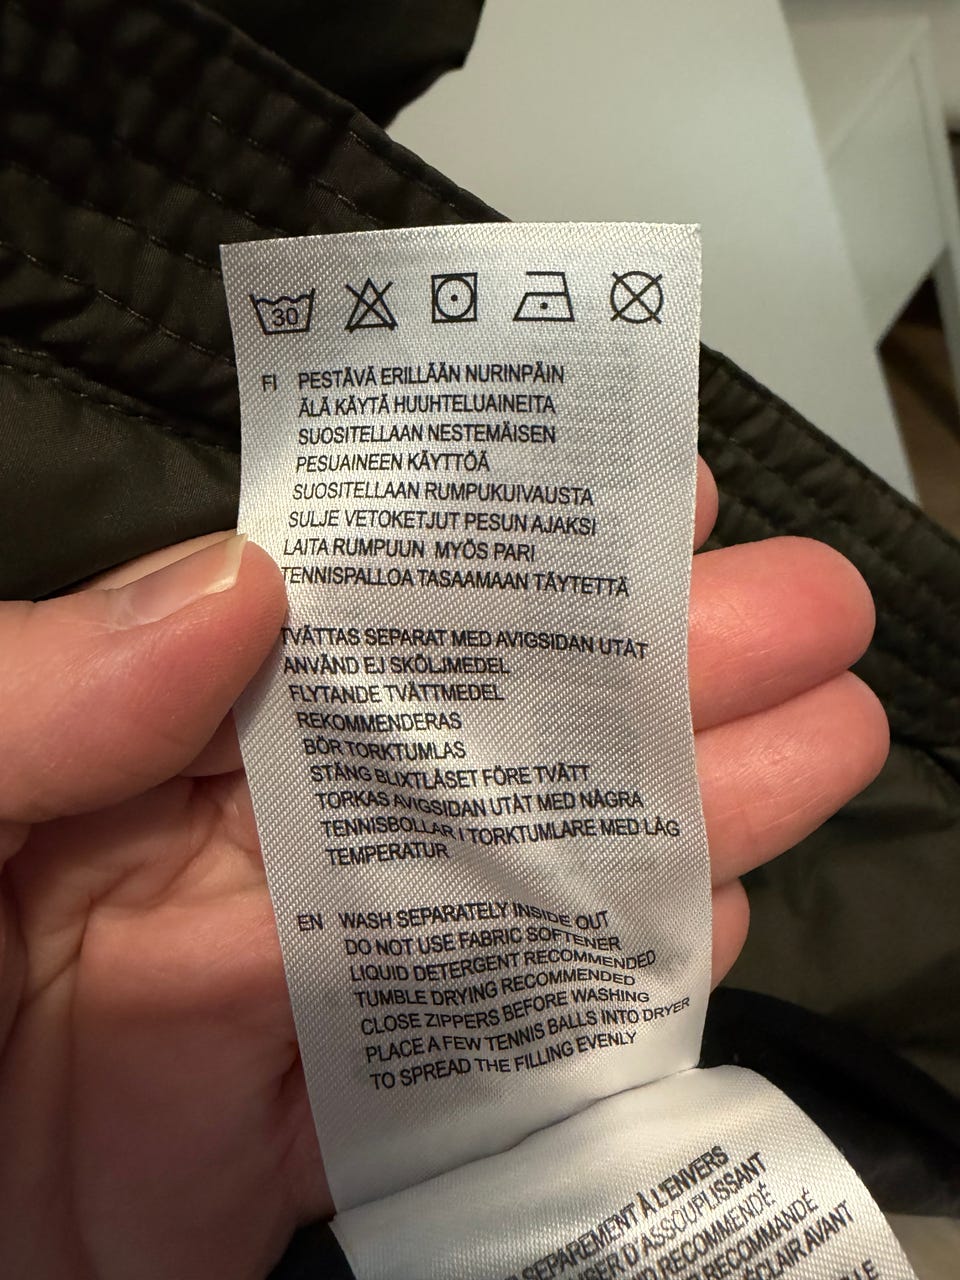 30
FI PESTÄVÄ ERILLÄÄN NURINPÄIN
ÄLÄ KÄYTÄ HUUHTELUAINEITA
SUOSITELLAAN NESTEMÄISEN
PESUAINEEN KÄYTTÖÄ
SUOSITELLAAN RUMPUKUIVAUSTA
SULJE VETOKETJUT PESUN AJAKSI
LAITA RUMPUUN MYÖS PARI
TENNISPALLOA TASAAMAAN TÄYTETTÄ
TVÄTTAS SEPARAT MED AVIGSIDAN UTÅT
ANVÄND EJ SKÖLJMEDEL
FLYTANDE TVÄTTMEDEL
REKOMMENDERAS
BÖR TORKTUMLAS
STÄNG BLIXTLÅSET FÖRE TVÄTT
TORKAS AVIGSIDAN UTÅT MED NÅGRA
TENNISBOLLAR I TORKTUMLARE MED LÅG
TEMPERATUR
EN WASH SEPARATELY INSIDE OUT
DO NOT USE FABRIC SOFTENER
LIQUID DETERGENT RECOMMENDED
TUMBLE DRYING RECOMMENDED
CLOSE ZIPPERS BEFORE WASHING
PLACE A FEW TENNIS BALLS INTO DRYER
TO SPREAD THE FILLING EVENLY
SEPAREMENT À L'ENVERS
D'ASSOUPLISSANT
RECOMMENDÉ
RECOMMANDÉ
ÉCLAIR AVANT